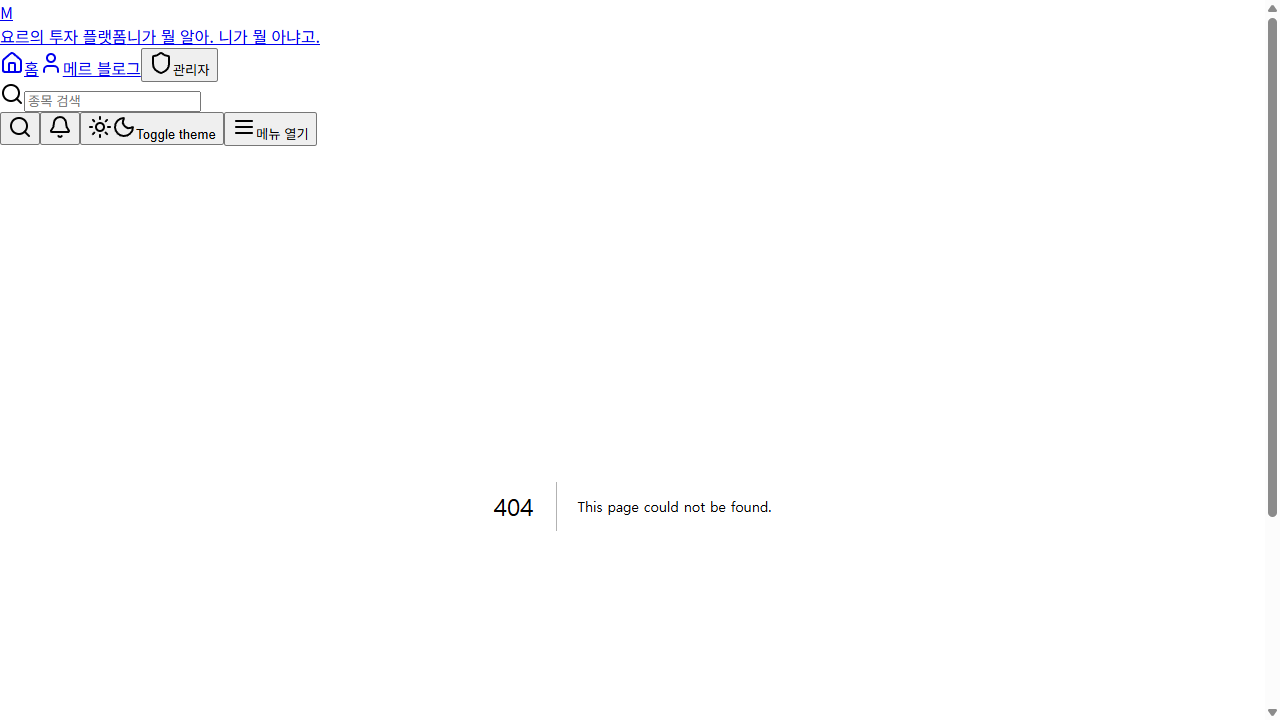 M
요르의 투자 플랫폼니가 뭘 알아. 니가 뭘 아냐고.
홈 메르 블로그 관리자
종목 검색
Toggle theme 메뉴 열기
404
This page could not be found.